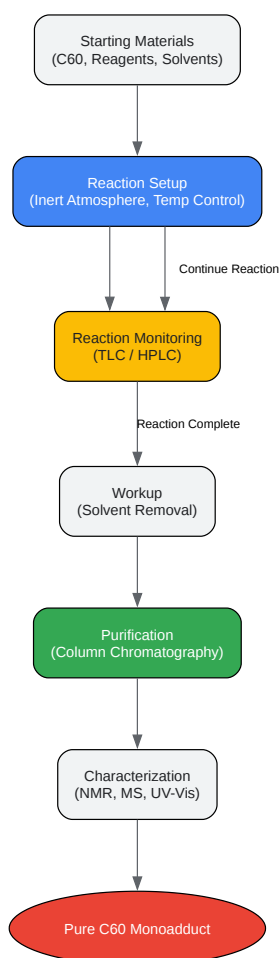 Starting Materials
(C60, Reagents, Solvents)
Reaction Setup
(Inert Atmosphere, Temp Control)
Continue Reaction
Reaction Monitoring
(TLC / HPLC)
Reaction Complete
Workup
(Solvent Removal)
Purification
(Column Chromatography)
Characterization
(NMR, MS, UV-Vis)
Pure C60 Monoadduct